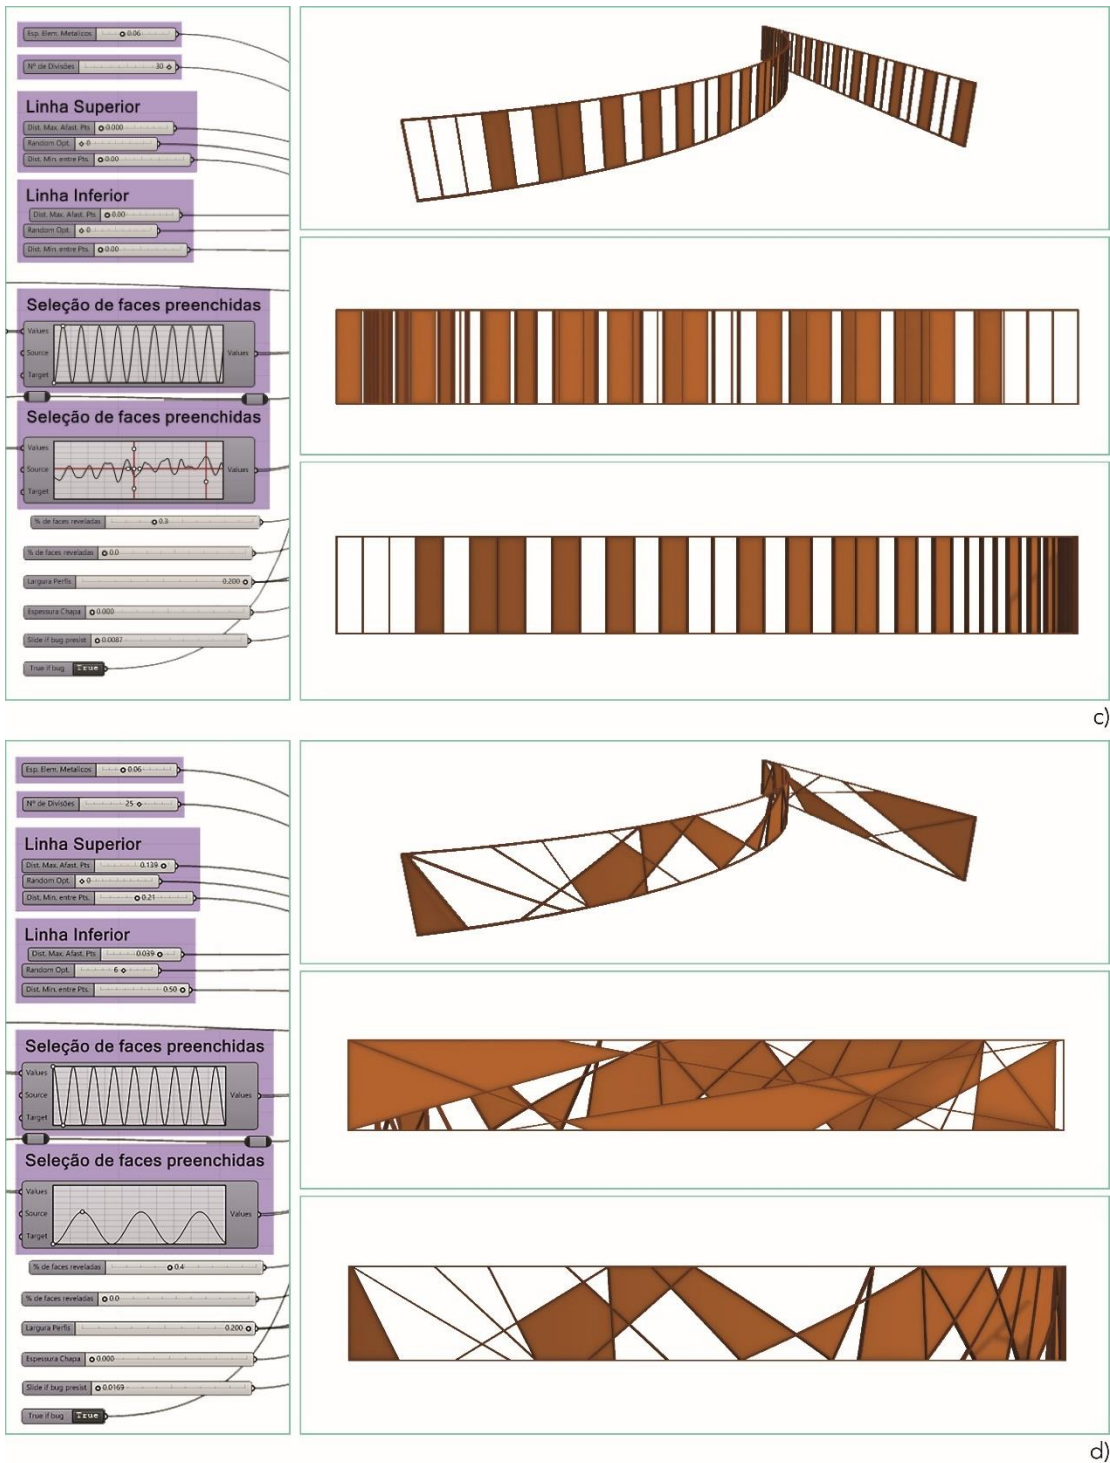 Esp. Elem. Metalicos 0.06
Nº de Divisões 30
Linha Superior
Dist. Max. Afast. Pts 0.000
Random Opt. 0
Dist. Min. entre Pts. 0.00
Linha Inferior
Dist. Max. Afast. Pts 0.00
Random Opt. 0
Dist. Min. entre Pts. 0.00
Seleção de faces preenchidas
Values
Source
Target
Values
Seleção de faces preenchidas
Values
Source
Target
Values
% de faces reveladas 0.3
% de faces reveladas 0.0
Largura Perfis 0.200
Espessura Chapa 0.000
Slide if bug presist 0.0087
True if bug True
c)
Esp. Elem. Metalicos 0.06
Nº de Divisões 25
Linha Superior
Dist. Max. Afast. Pts 0.139
Random Opt. 0
Dist. Min. entre Pts. 0.21
Linha Inferior
Dist. Max. Afast. Pts 0.039
Random Opt. 6
Dist. Min. entre Pts. 0.50
Seleção de faces preenchidas
Values
Source
Target
Values
Seleção de faces preenchidas
Values
Source
Target
Values
% de faces reveladas 0.4
% de faces reveladas 0.0
Largura Perfis 0.200
Espessura Chapa 0.000
Slide if bug presist 0.0169
True if bug True
d)